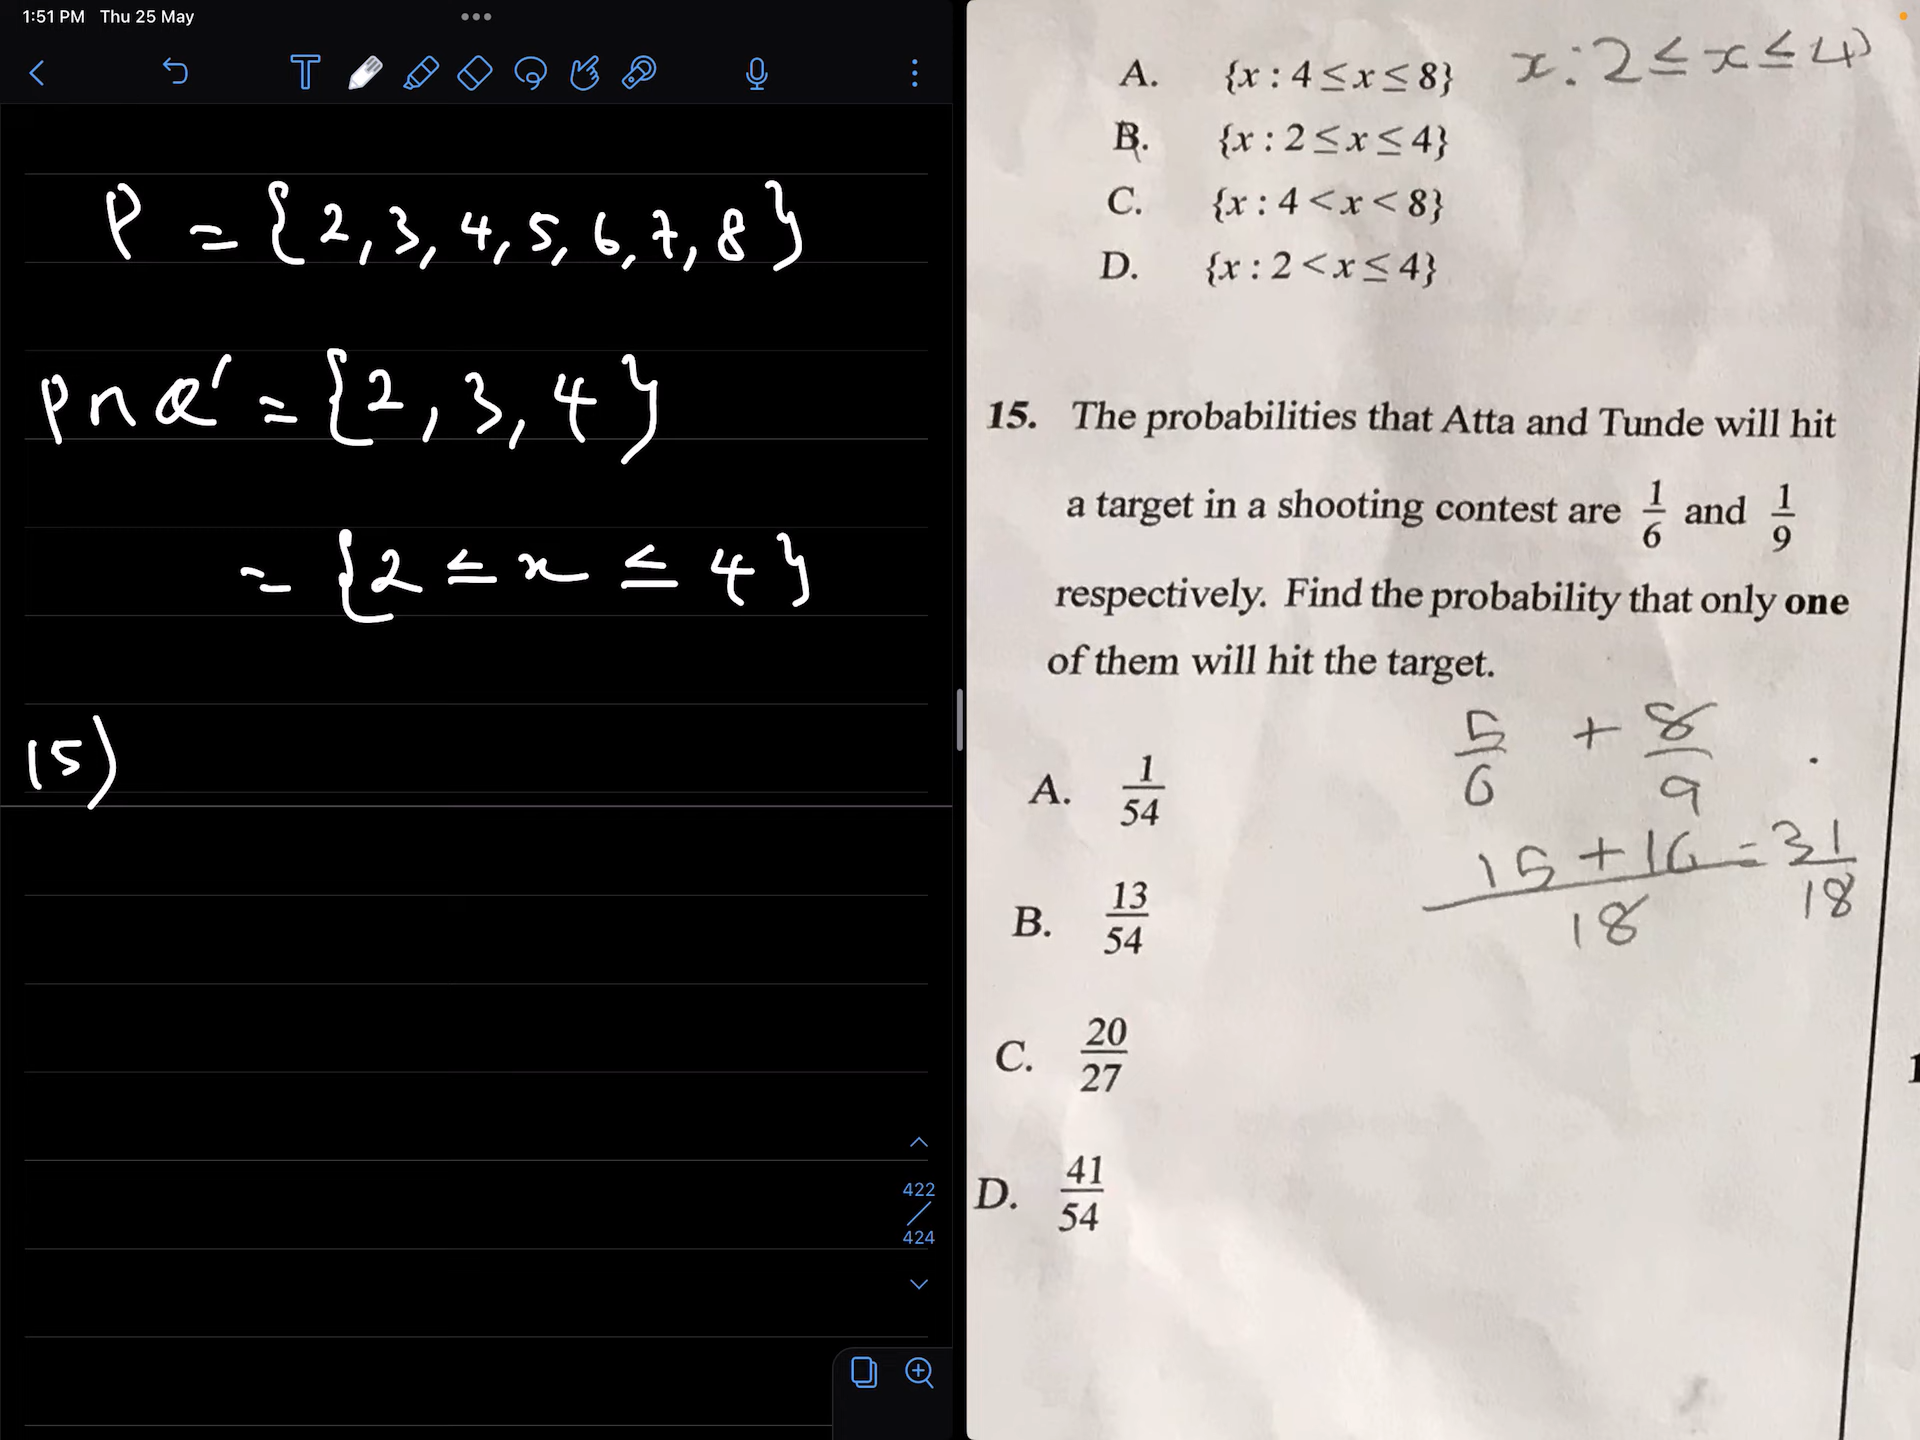 1:51 PM Thu 25 May
T
P = {2, 3, 4, 5, 6, 7, 8}
P∩Q' = {2, 3, 4}
= {2 ≤ x ≤ 4}
15)
422
424
A. {x : 4 ≤ x ≤ 8}
x : 2 ≤ x ≤ 4)
B. {x : 2 ≤ x ≤ 4}
C. {x : 4 < x < 8}
D. {x : 2 < x ≤ 4}
15. The probabilities that Atta and Tunde will hit
a target in a shooting contest are 1/6 and 1/9
respectively. Find the probability that only one
of them will hit the target.
5/6 + 8/9
A. 1/54
15 + 16 = 31/18
18
B. 13/54
C. 20/27
1
D. 41/54